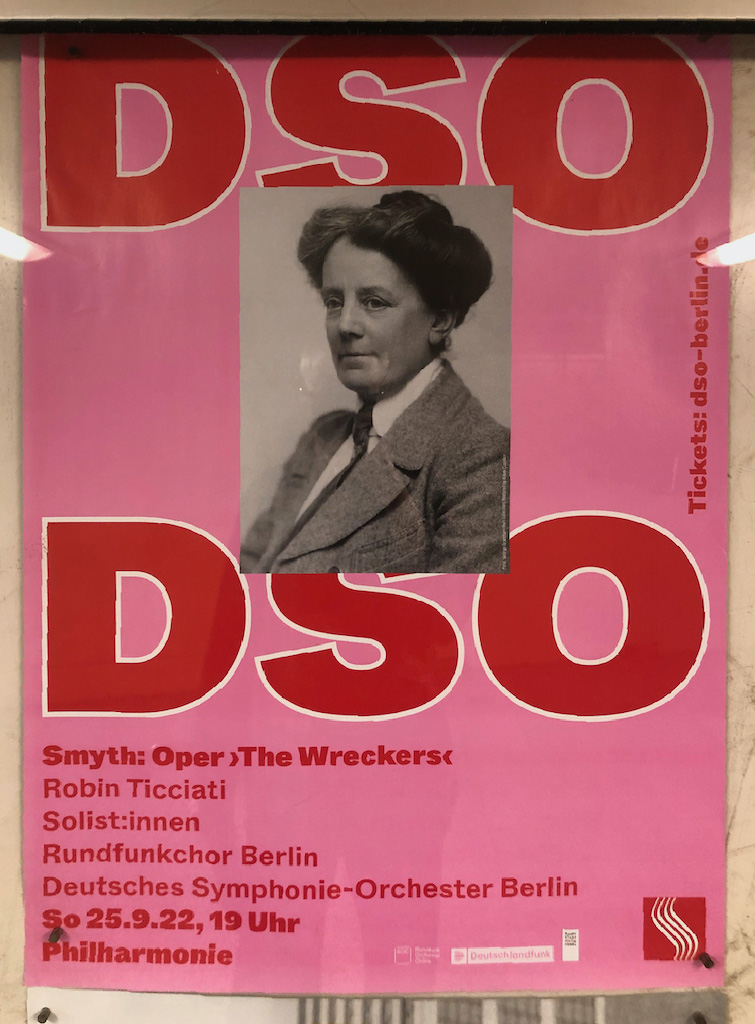 DSO
Tickets: dso-berlin.de
DSO
Smyth: Oper ›The Wreckers‹
Robin Ticciati
Solist:innen
Rundfunkchor Berlin
Deutsches Symphonie-Orchester Berlin
So 25.9.22, 19 Uhr
Philharmonie
Deutschlandfunk